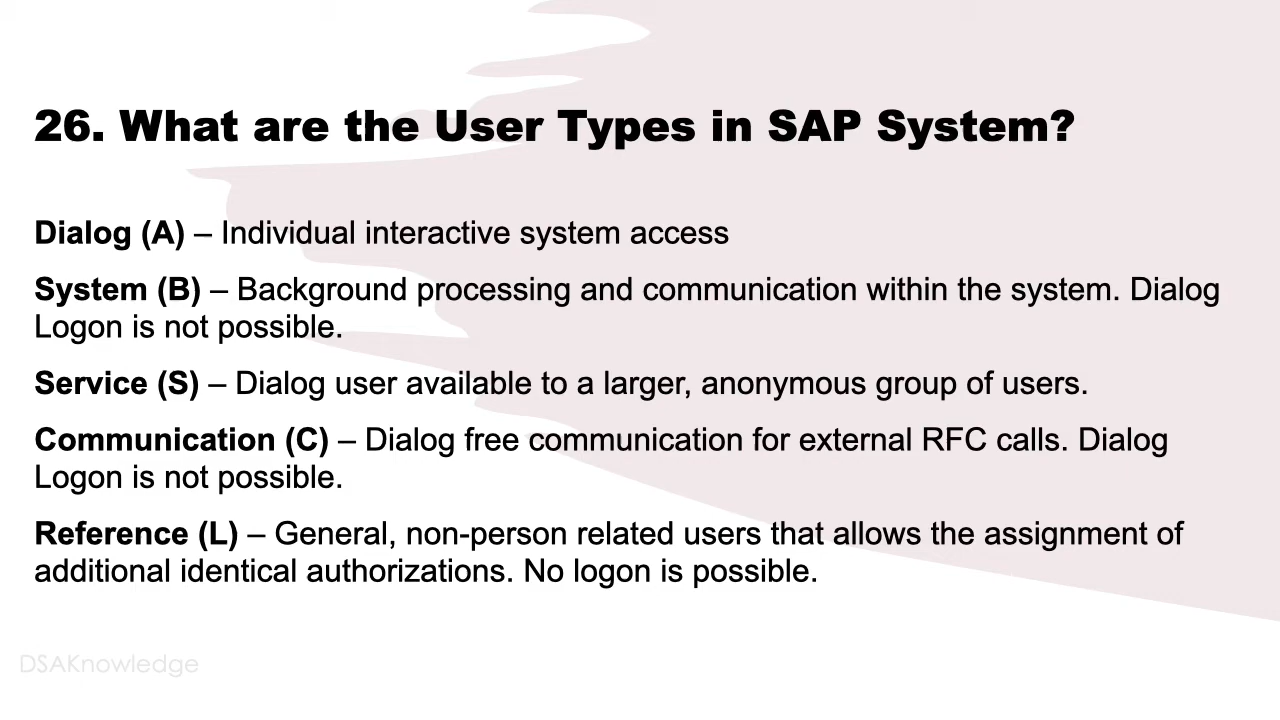 26. What are the User Types in SAP System?
Dialog (A) – Individual interactive system access
System (B) – Background processing and communication within the system. Dialog
Logon is not possible.
Service (S) – Dialog user available to a larger, anonymous group of users.
Communication (C) – Dialog free communication for external RFC calls. Dialog
Logon is not possible.
Reference (L) – General, non-person related users that allows the assignment of
additional identical authorizations. No logon is possible.
DSAKnowledge